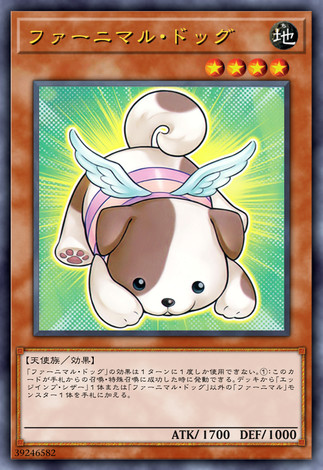 ファーニマル・ドッグ
地
【天使族／効果】
「ファーニマル・ドッグ」の効果は１ターンに１度しか使用できない。①：このカ
ードが手札からの召喚・特殊召喚に成功した時に発動できる。デッキから「エッ
ジインプ・シザー」１体または「ファーニマル・ドッグ」以外の「ファーニマル」モ
ンスター１体を手札に加える。
ATK/ 1700 DEF/1000
39246582